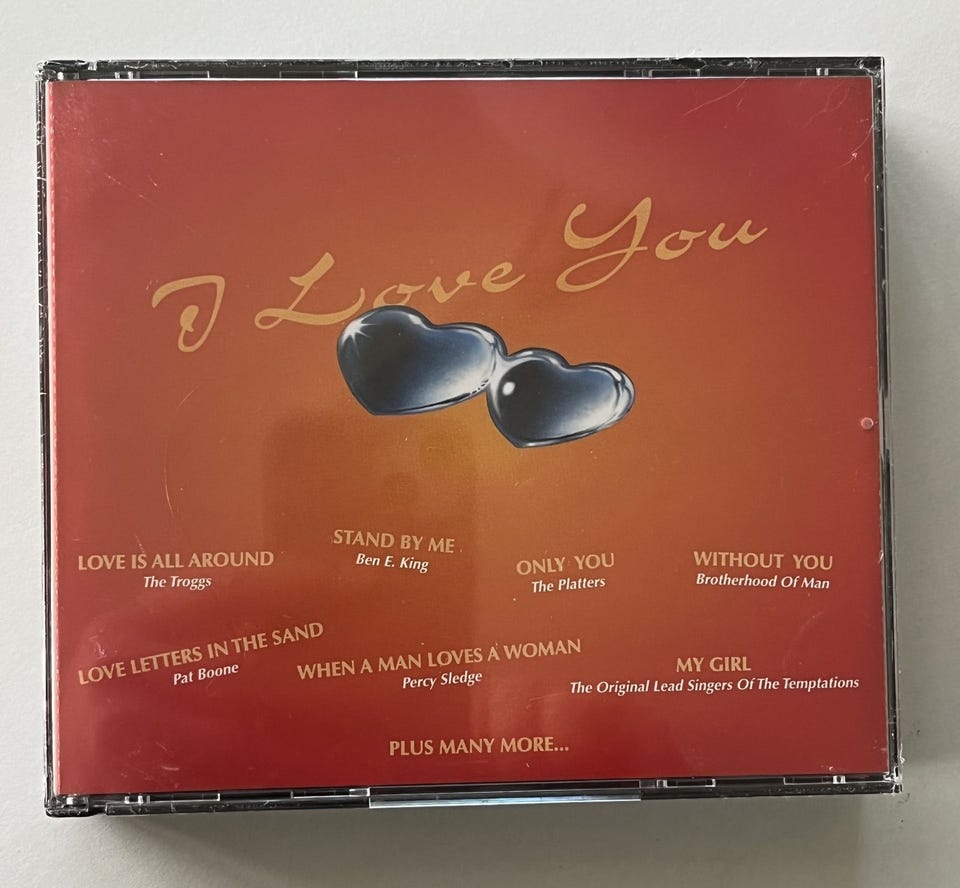 I Love You
LOVE IS ALL AROUND
The Troggs
STAND BY ME
Ben E. King
ONLY YOU
The Platters
WITHOUT YOU
Brotherhood Of Man
LOVE LETTERS IN THE SAND
Pat Boone
WHEN A MAN LOVES A WOMAN
Percy Sledge
MY GIRL
The Original Lead Singers Of The Temptations
PLUS MANY MORE...